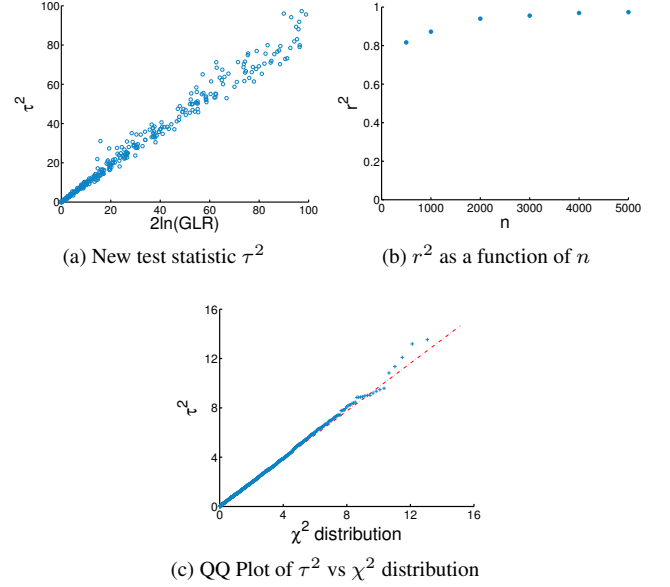 100
80
60
40
20
0
τ²
0 20 40 60 80 100
2ln(GLR)
(a) New test statistic τ²
1
0.8
0.6
0.4
0.2
0
r²
0 1000 2000 3000 4000 5000
n
(b) r² as a function of n
16
12
8
4
0
τ²
0 4 8 12 16
χ² distribution
(c) QQ Plot of τ² vs χ² distribution